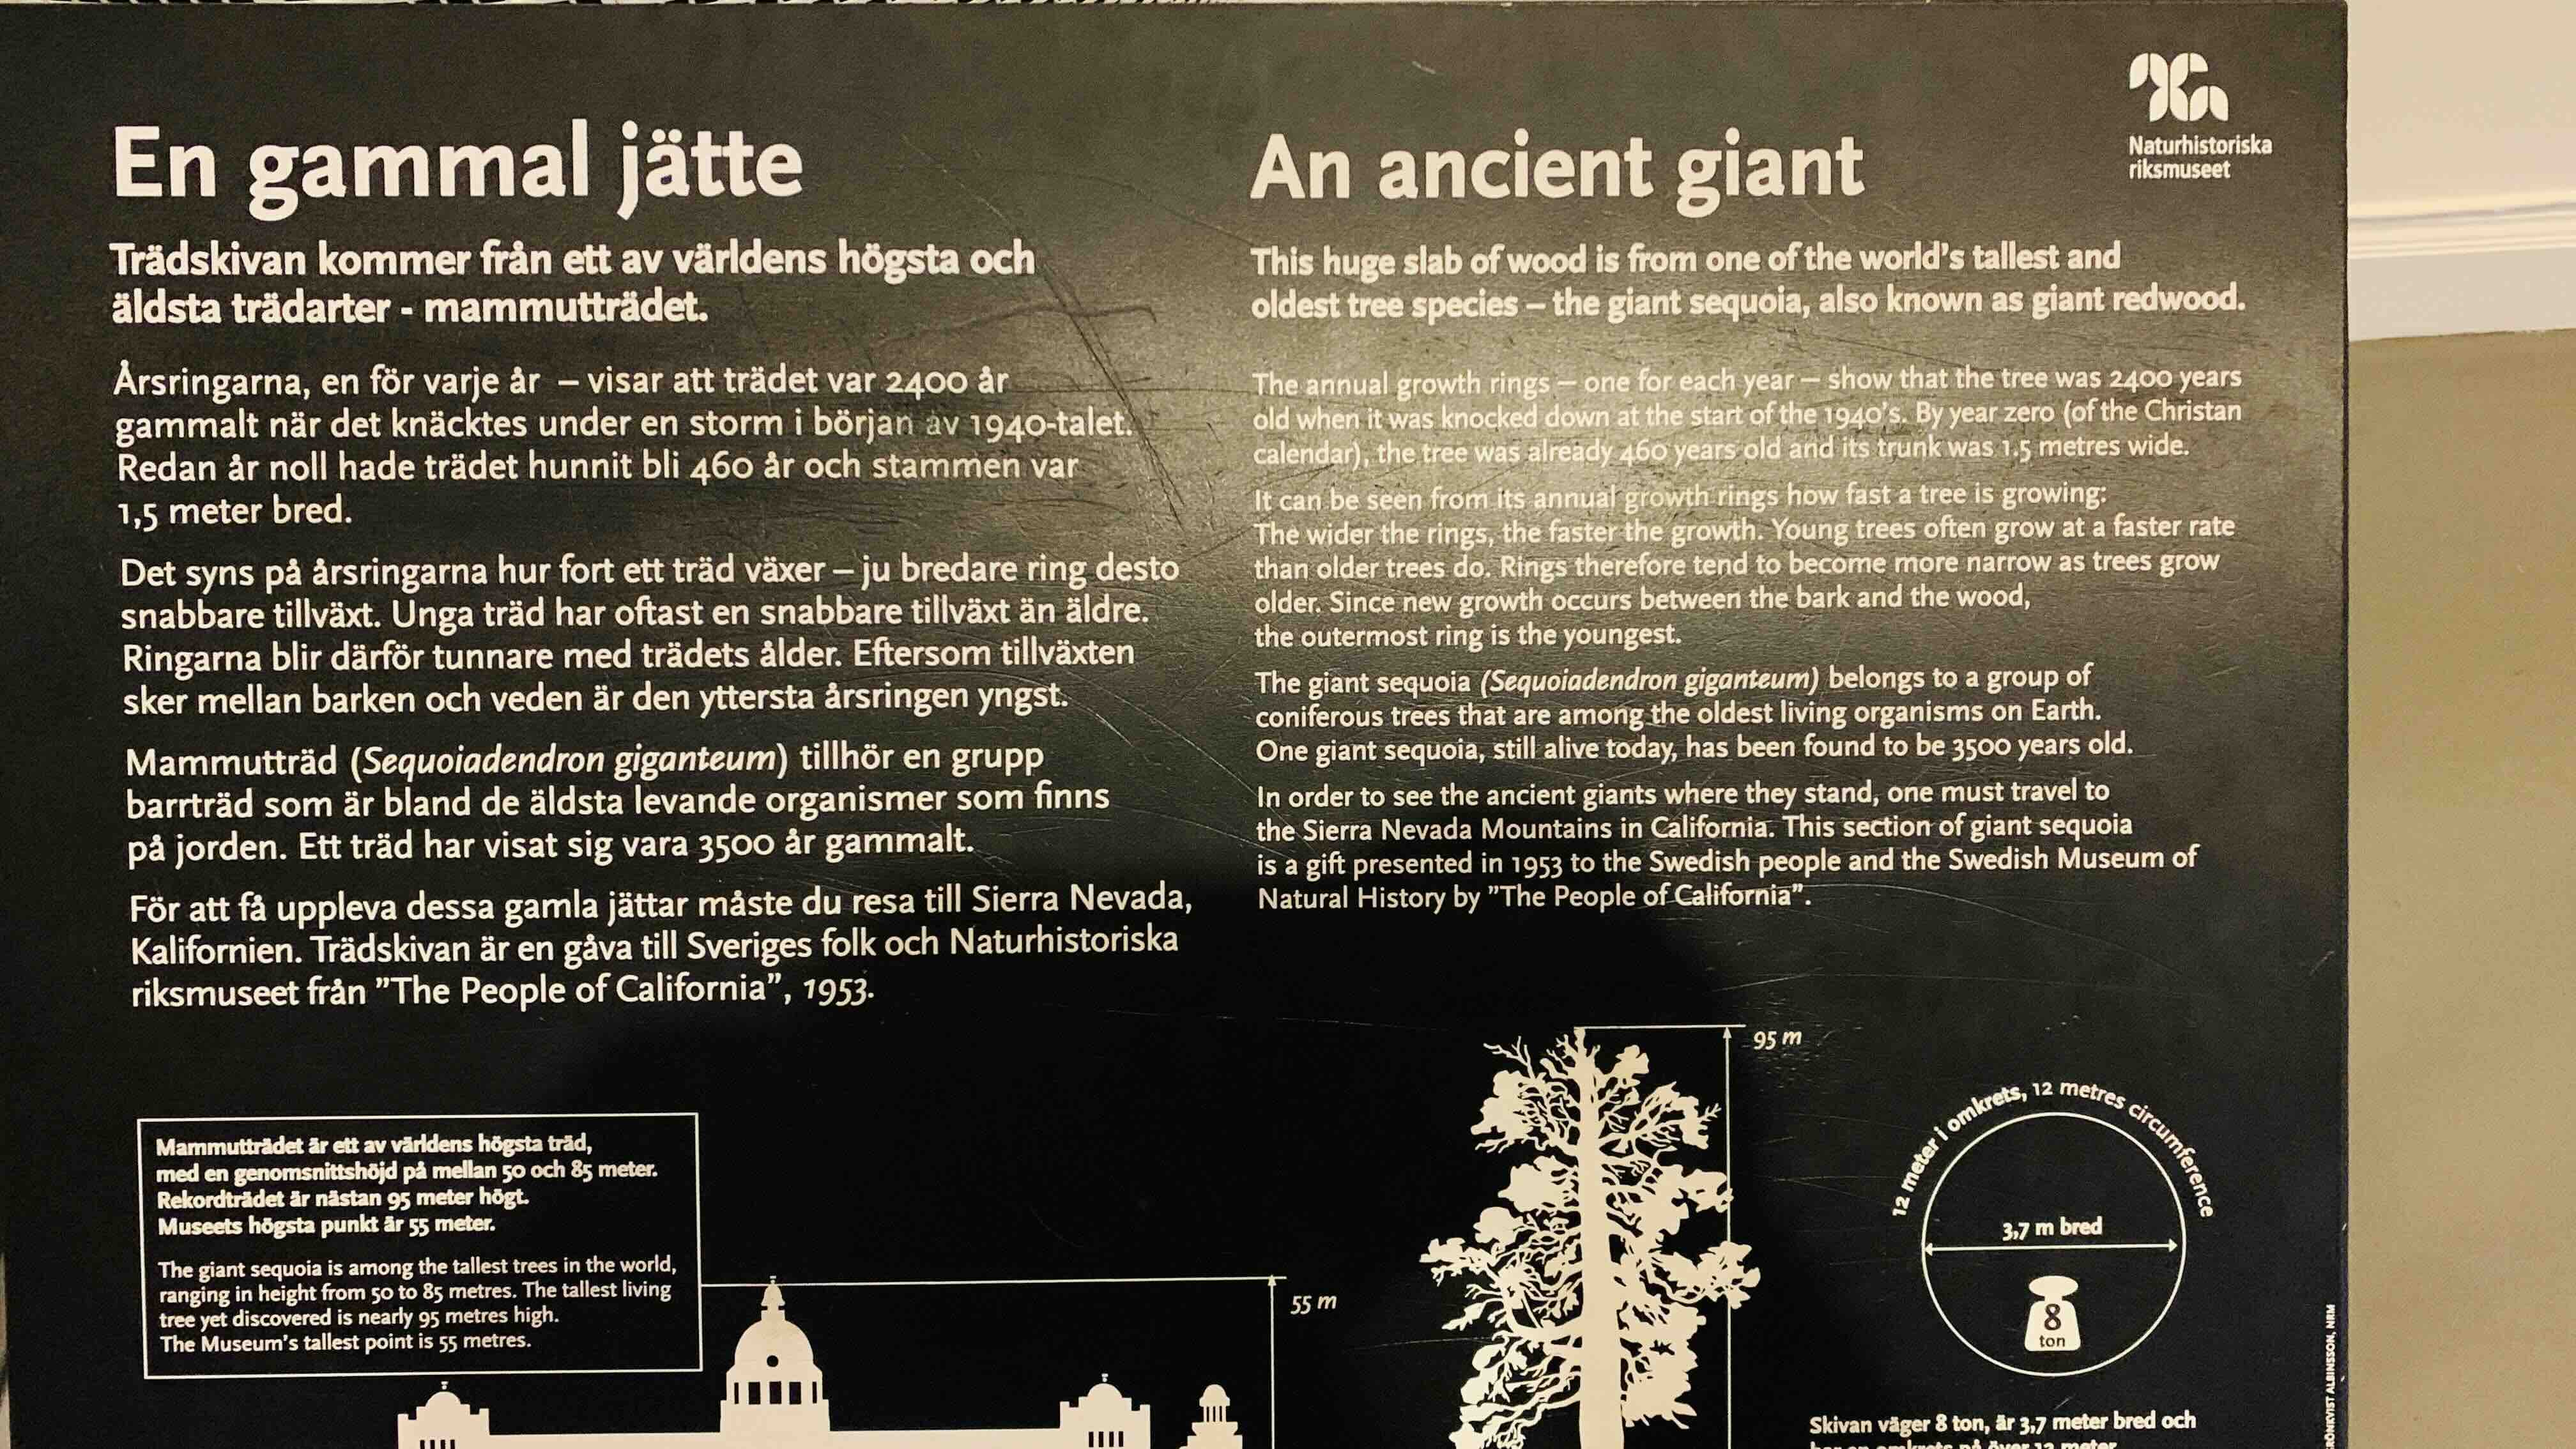 Naturhistoriska
riksmuseet
En gammal jätte
Trädskivan kommer från ett av världens högsta och
äldsta trädarter - mammutträdet.
Årsringarna, en för varje år – visar att trädet var 2400 år
gammalt när det knäcktes under en storm i början av 1940-talet.
Redan år noll hade trädet hunnit bli 460 år och stammen var
1,5 meter bred.
Det syns på årsringarna hur fort ett träd växer – ju bredare ring desto
snabbare tillväxt. Unga träd har oftast en snabbare tillväxt än äldre.
Ringarna blir därför tunnare med trädets ålder. Eftersom tillväxten
sker mellan barken och veden är den yttersta årsringen yngst.
Mammutträd (Sequoiadendron giganteum) tillhör en grupp
barrträd som är bland de äldsta levande organismer som finns
på jorden. Ett träd har visat sig vara 3500 år gammalt.
För att få uppleva dessa gamla jättar måste du resa till Sierra Nevada,
Kalifornien. Trädskivan är en gåva till Sveriges folk och Naturhistoriska
riksmuseet från ”The People of California”, 1953.
An ancient giant
This huge slab of wood is from one of the world’s tallest and
oldest tree species – the giant sequoia, also known as giant redwood.
The annual growth rings – one for each year – show that the tree was 2400 years
old when it was knocked down at the start of the 1940’s. By year zero (of the Christan
calendar), the tree was already 460 years old and its trunk was 1.5 metres wide.
It can be seen from its annual growth rings how fast a tree is growing:
The wider the rings, the faster the growth. Young trees often grow at a faster rate
than older trees do. Rings therefore tend to become more narrow as trees grow
older. Since new growth occurs between the bark and the wood,
the outermost ring is the youngest.
The giant sequoia (Sequoiadendron giganteum) belongs to a group of
coniferous trees that are among the oldest living organisms on Earth.
One giant sequoia, still alive today, has been found to be 3500 years old.
In order to see the ancient giants where they stand, one must travel to
the Sierra Nevada Mountains in California. This section of giant sequoia
is a gift presented in 1953 to the Swedish people and the Swedish Museum of
Natural History by ”The People of California”.
Mammutträdet är ett av världens högsta träd,
med en genomsnittshöjd på mellan 50 och 85 meter.
Rekordträdet är nästan 95 meter högt.
Museets högsta punkt är 55 meter.
The giant sequoia is among the tallest trees in the world,
ranging in height from 50 to 85 metres. The tallest living
tree yet discovered is nearly 95 metres high.
The Museum’s tallest point is 55 metres.
55 m
95 m
12 meter i omkrets, 12 metres circumference
3,7 m bred
8
ton
Skivan väger 8 ton, är 3,7 meter bred och
ALBINSSON, NRM